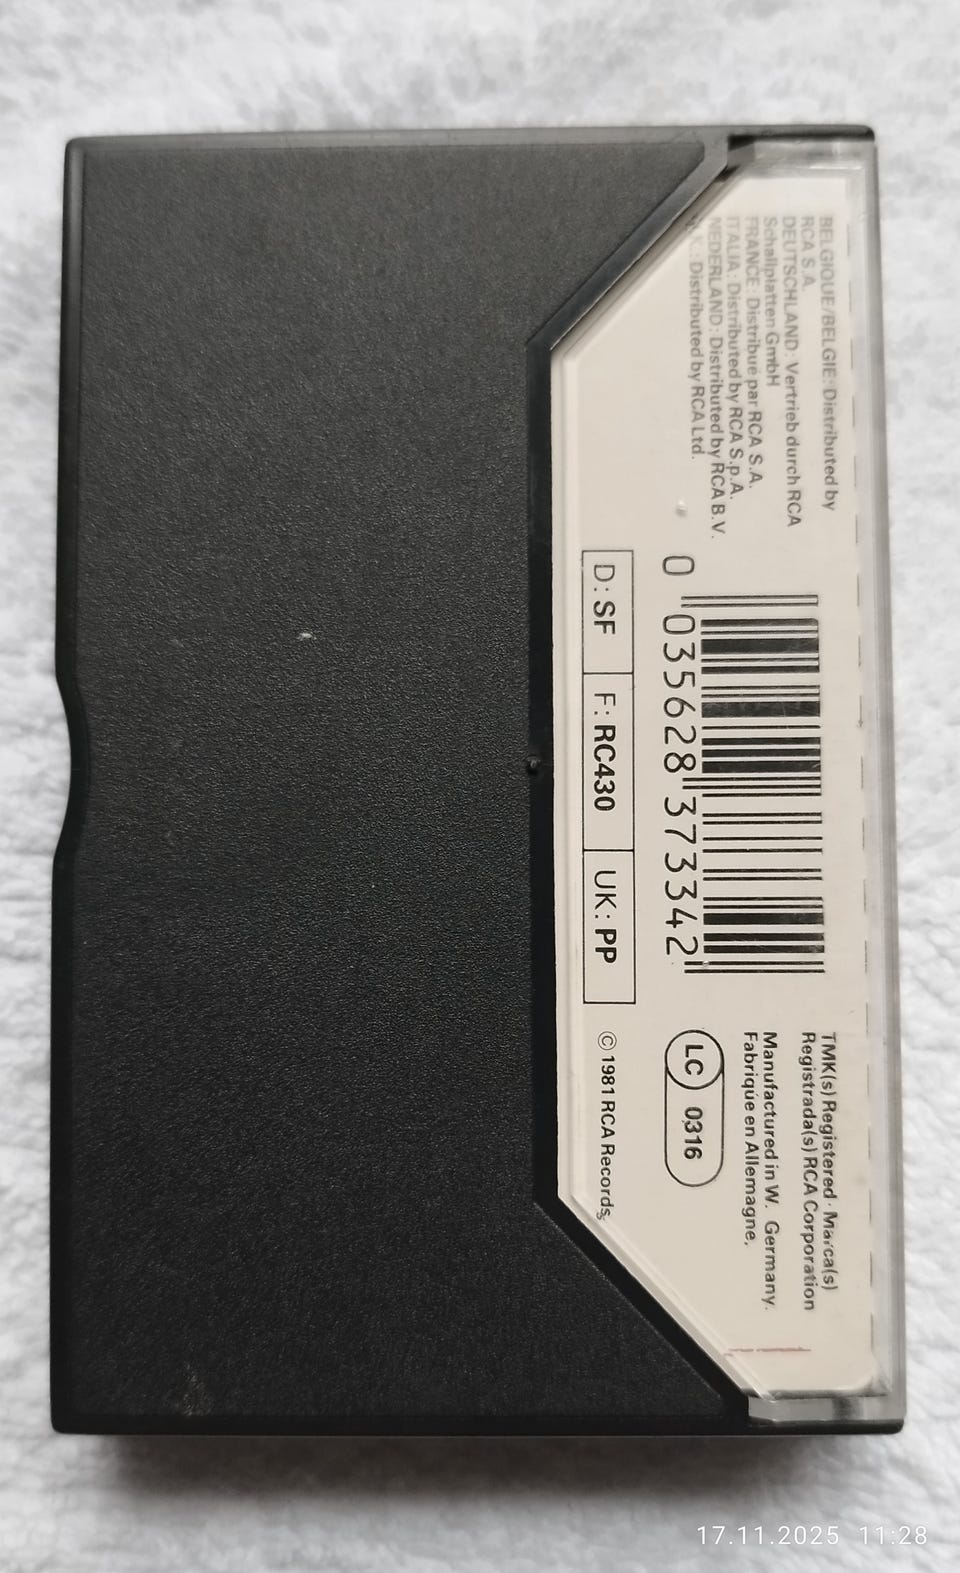 BELGIQUE/BELGIE: Distributed by
RCA S.A.
DEUTSCHLAND: Vertrieb durch RCA
Schallplatten GmbH
FRANCE: Distribué par RCA S.A.
ITALIA: Distributed by RCA S.p.A.
NEDERLAND: Distributed by RCA B.V.
: Distributed by RCA Ltd.
0 035628 373342
D: SF F: RC430 UK: PP
TMK(s) Registered · Marca(s)
Registrada(s) RCA Corporation
Manufactured in W. Germany.
Fabriqúe en Allemagne.
LC 0316
© 1981 RCA Records
17.11.2025 11:28